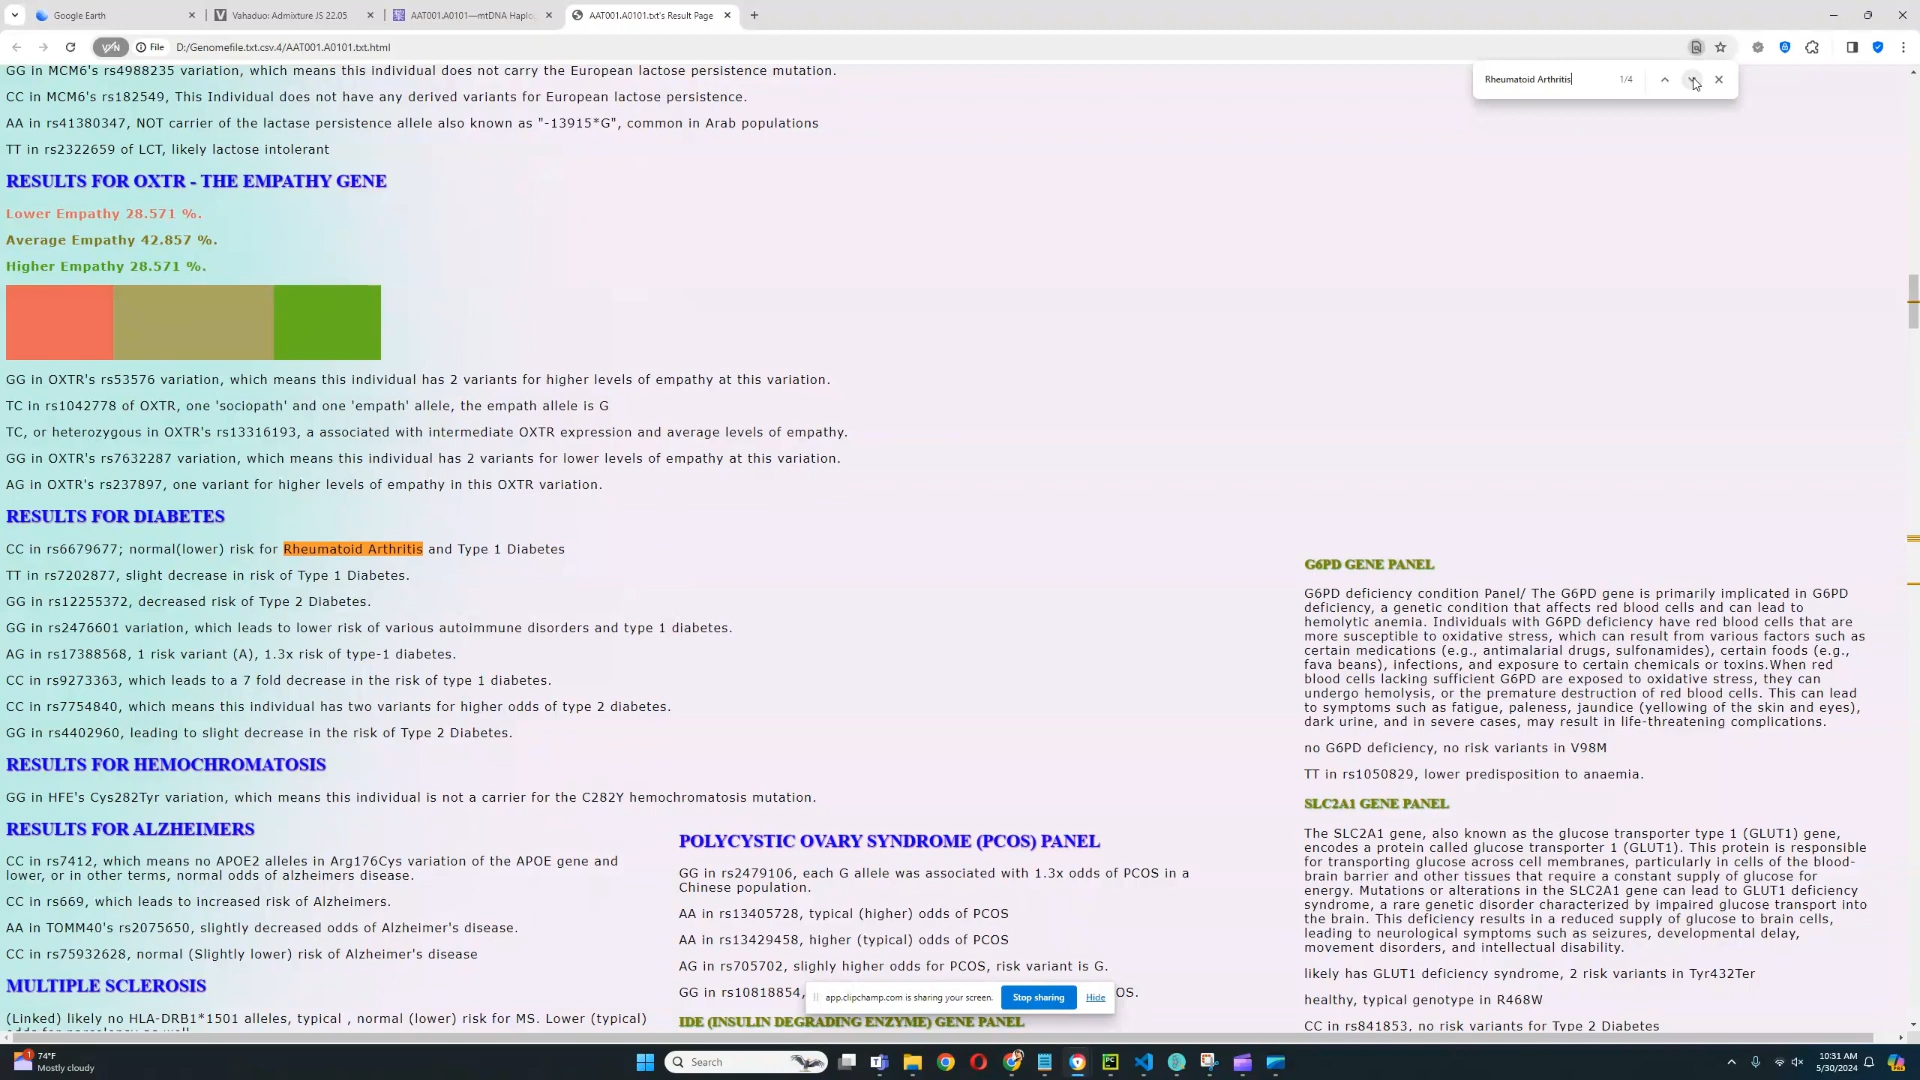 Google Earth
Vahaduo: Admixture JS 22.05
AAT001.A0101—mtDNA Haplo
AAT001.A0101.txt's Result Page
VPN
File
D:/Genomefile.txt.csv.4/AAT001.A0101.txt.html
Rheumatoid Arthritis 1/4
GG in MCM6's rs4988235 variation, which means this individual does not carry the European lactose persistence mutation.
CC in MCM6's rs182549, This Individual does not have any derived variants for European lactose persistence.
AA in rs41380347, NOT carrier of the lactase persistence allele also known as "-13915*G", common in Arab populations
TT in rs2322659 of LCT, likely lactose intolerant
RESULTS FOR OXTR - THE EMPATHY GENE
Lower Empathy 28.571 %.
Average Empathy 42.857 %.
Higher Empathy 28.571 %.
GG in OXTR's rs53576 variation, which means this individual has 2 variants for higher levels of empathy at this variation.
TC in rs1042778 of OXTR, one 'sociopath' and one 'empath' allele, the empath allele is G
TC, or heterozygous in OXTR's rs13316193, a associated with intermediate OXTR expression and average levels of empathy.
GG in OXTR's rs7632287 variation, which means this individual has 2 variants for lower levels of empathy at this variation.
AG in OXTR's rs237897, one variant for higher levels of empathy in this OXTR variation.
RESULTS FOR DIABETES
CC in rs6679677; normal(lower) risk for Rheumatoid Arthritis and Type 1 Diabetes
TT in rs7202877, slight decrease in risk of Type 1 Diabetes.
GG in rs12255372, decreased risk of Type 2 Diabetes.
GG in rs2476601 variation, which leads to lower risk of various autoimmune disorders and type 1 diabetes.
AG in rs17388568, 1 risk variant (A), 1.3x risk of type-1 diabetes.
CC in rs9273363, which leads to a 7 fold decrease in the risk of type 1 diabetes.
CC in rs7754840, which means this individual has two variants for higher odds of type 2 diabetes.
GG in rs4402960, leading to slight decrease in the risk of Type 2 Diabetes.
RESULTS FOR HEMOCHROMATOSIS
GG in HFE's Cys282Tyr variation, which means this individual is not a carrier for the C282Y hemochromatosis mutation.
RESULTS FOR ALZHEIMERS
CC in rs7412, which means no APOE2 alleles in Arg176Cys variation of the APOE gene and
lower, or in other terms, normal odds of alzheimers disease.
CC in rs669, which leads to increased risk of Alzheimers.
AA in TOMM40's rs2075650, slightly decreased odds of Alzheimer's disease.
CC in rs75932628, normal (Slightly lower) risk of Alzheimer's disease
MULTIPLE SCLEROSIS
(Linked) likely no HLA-DRB1*1501 alleles, typical , normal (lower) risk for MS. Lower (typical)
odds for narcolepsy as well
POLYCYSTIC OVARY SYNDROME (PCOS) PANEL
GG in rs2479106, each G allele was associated with 1.3x odds of PCOS in a
Chinese population.
AA in rs13405728, typical (higher) odds of PCOS
AA in rs13429458, higher (typical) odds of PCOS
AG in rs705702, slighly higher odds for PCOS, risk variant is G.
GG in rs10818854, OS.
IDE (INSULIN DEGRADING ENZYME) GENE PANEL
G6PD GENE PANEL
G6PD deficiency condition Panel/ The G6PD gene is primarily implicated in G6PD
deficiency, a genetic condition that affects red blood cells and can lead to
hemolytic anemia. Individuals with G6PD deficiency have red blood cells that are
more susceptible to oxidative stress, which can result from various factors such as
certain medications (e.g., antimalarial drugs, sulfonamides), certain foods (e.g.,
fava beans), infections, and exposure to certain chemicals or toxins.When red
blood cells lacking sufficient G6PD are exposed to oxidative stress, they can
undergo hemolysis, or the premature destruction of red blood cells. This can lead
to symptoms such as fatigue, paleness, jaundice (yellowing of the skin and eyes),
dark urine, and in severe cases, may result in life-threatening complications.
no G6PD deficiency, no risk variants in V98M
TT in rs1050829, lower predisposition to anaemia.
SLC2A1 GENE PANEL
The SLC2A1 gene, also known as the glucose transporter type 1 (GLUT1) gene,
encodes a protein called glucose transporter 1 (GLUT1). This protein is responsible
for transporting glucose across cell membranes, particularly in cells of the blood-
brain barrier and other tissues that require a constant supply of glucose for
energy. Mutations or alterations in the SLC2A1 gene can lead to GLUT1 deficiency
syndrome, a rare genetic disorder characterized by impaired glucose transport into
the brain. This deficiency results in a reduced supply of glucose to brain cells,
leading to neurological symptoms such as seizures, developmental delay,
movement disorders, and intellectual disability.
likely has GLUT1 deficiency syndrome, 2 risk variants in Tyr432Ter
healthy, typical genotype in R468W
CC in rs841853, no risk variants for Type 2 Diabetes
app.clipchamp.com is sharing your screen. Stop sharing Hide
74°F
Mostly cloudy
Search
10:31 AM
5/30/2024